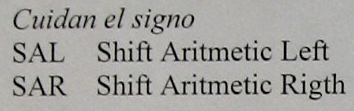 Cuidan el signo
SAL Shift Aritmetic Left
SAR Shift Aritmetic Rigth